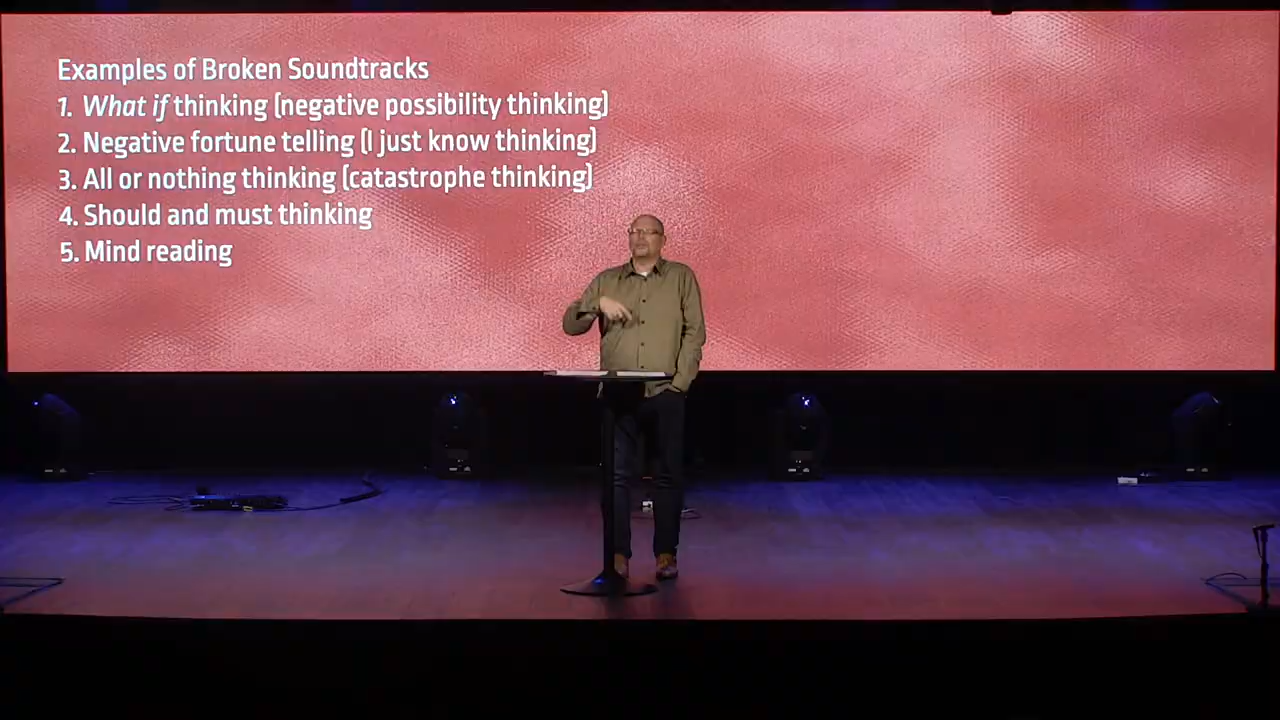 Examples of Broken Soundtracks
1. What if thinking (negative possibility thinking)
2. Negative fortune telling (I just know thinking)
3. All or nothing thinking (catastrophe thinking)
4. Should and must thinking
5. Mind reading